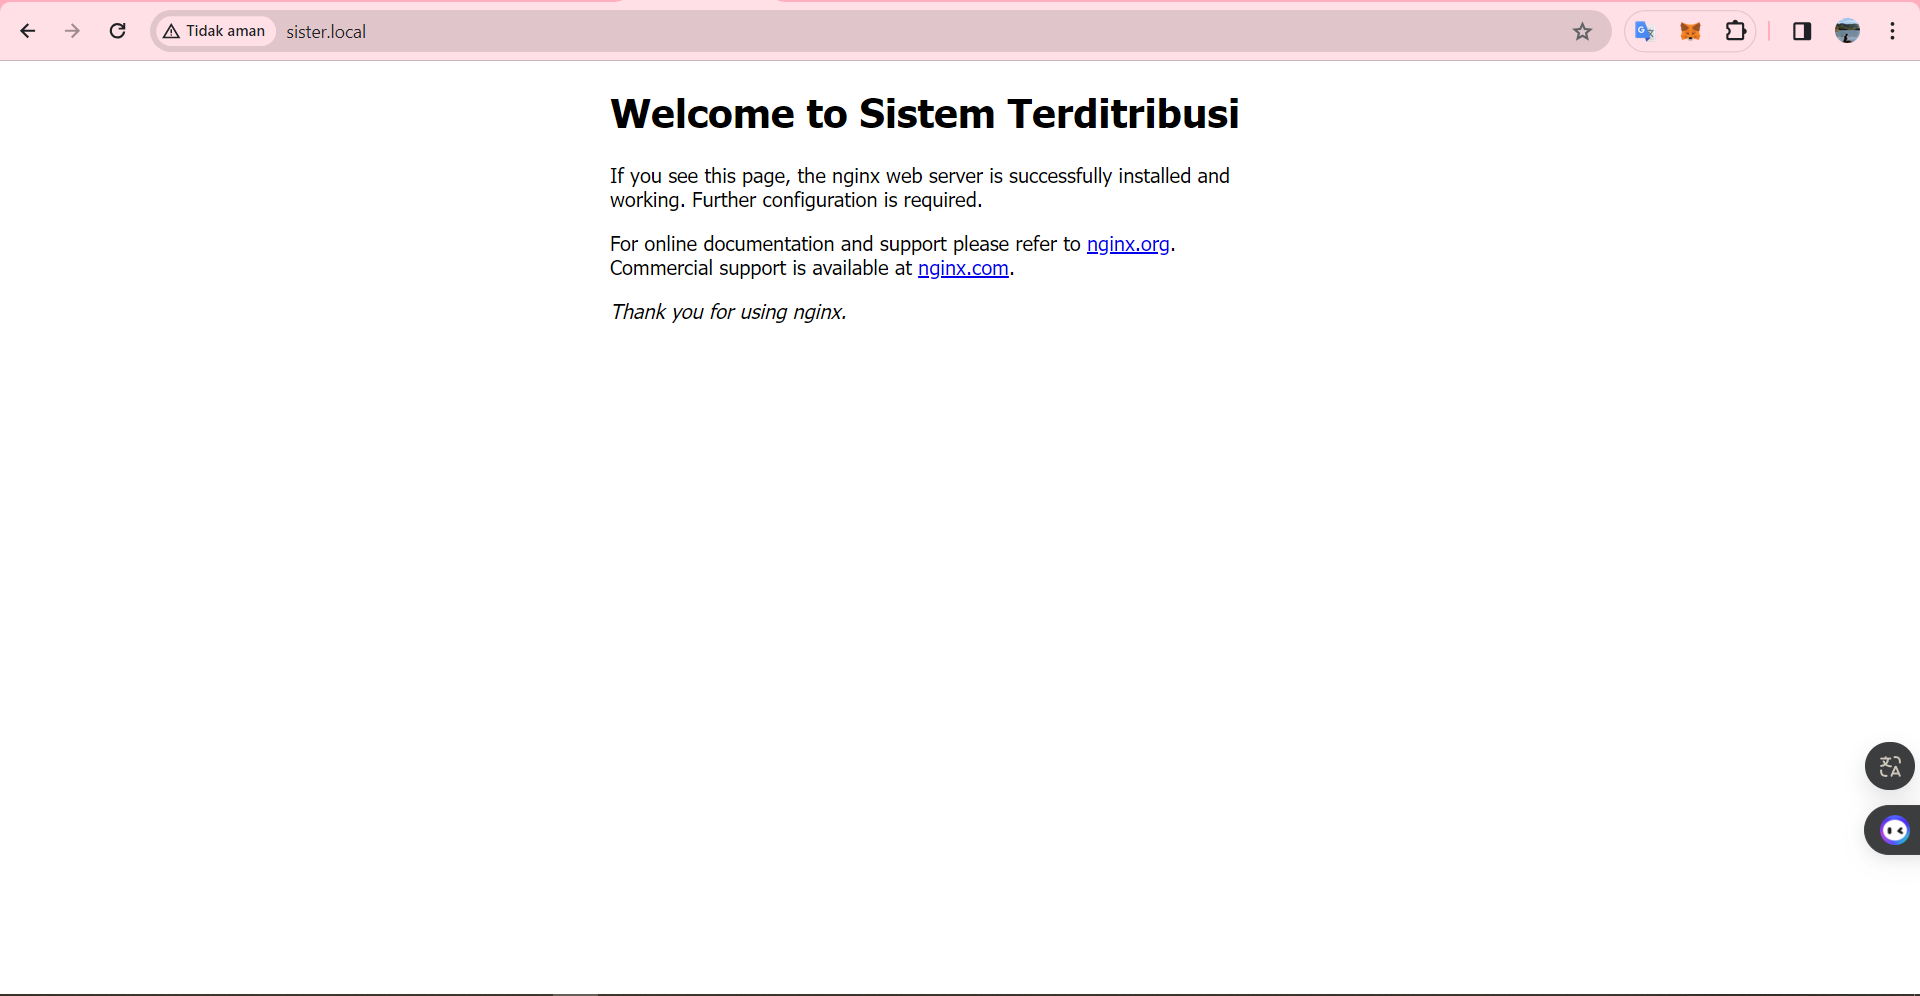 Tidak aman
sister.local
Welcome to Sistem Terditribusi
If you see this page, the nginx web server is successfully installed and
working. Further configuration is required.
For online documentation and support please refer to nginx.org.
Commercial support is available at nginx.com.
Thank you for using nginx.